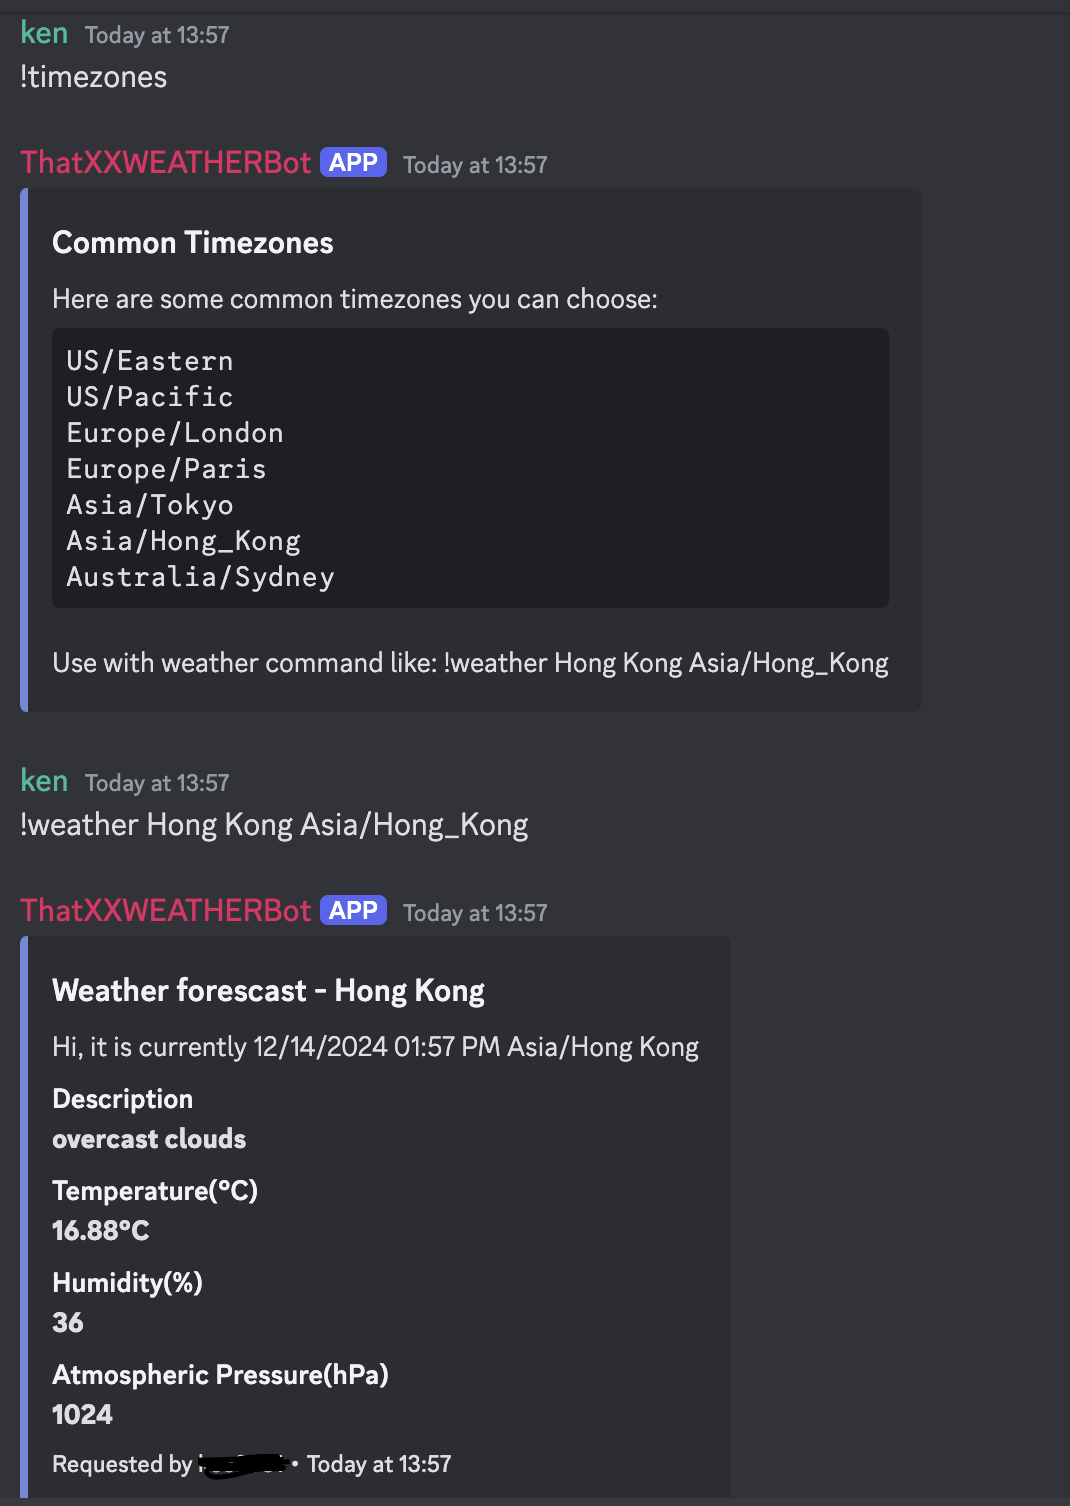 ken Today at 13:57
!timezones
ThatXXWEATHERBot APP Today at 13:57
Common Timezones
Here are some common timezones you can choose:
US/Eastern
US/Pacific
Europe/London
Europe/Paris
Asia/Tokyo
Asia/Hong_Kong
Australia/Sydney
Use with weather command like: !weather Hong Kong Asia/Hong_Kong
ken Today at 13:57
!weather Hong Kong Asia/Hong_Kong
ThatXXWEATHERBot APP Today at 13:57
Weather forescast - Hong Kong
Hi, it is currently 12/14/2024 01:57 PM Asia/Hong Kong
Description
overcast clouds
Temperature(°C)
16.88°C
Humidity(%)
36
Atmospheric Pressure(hPa)
1024
Requested by • Today at 13:57